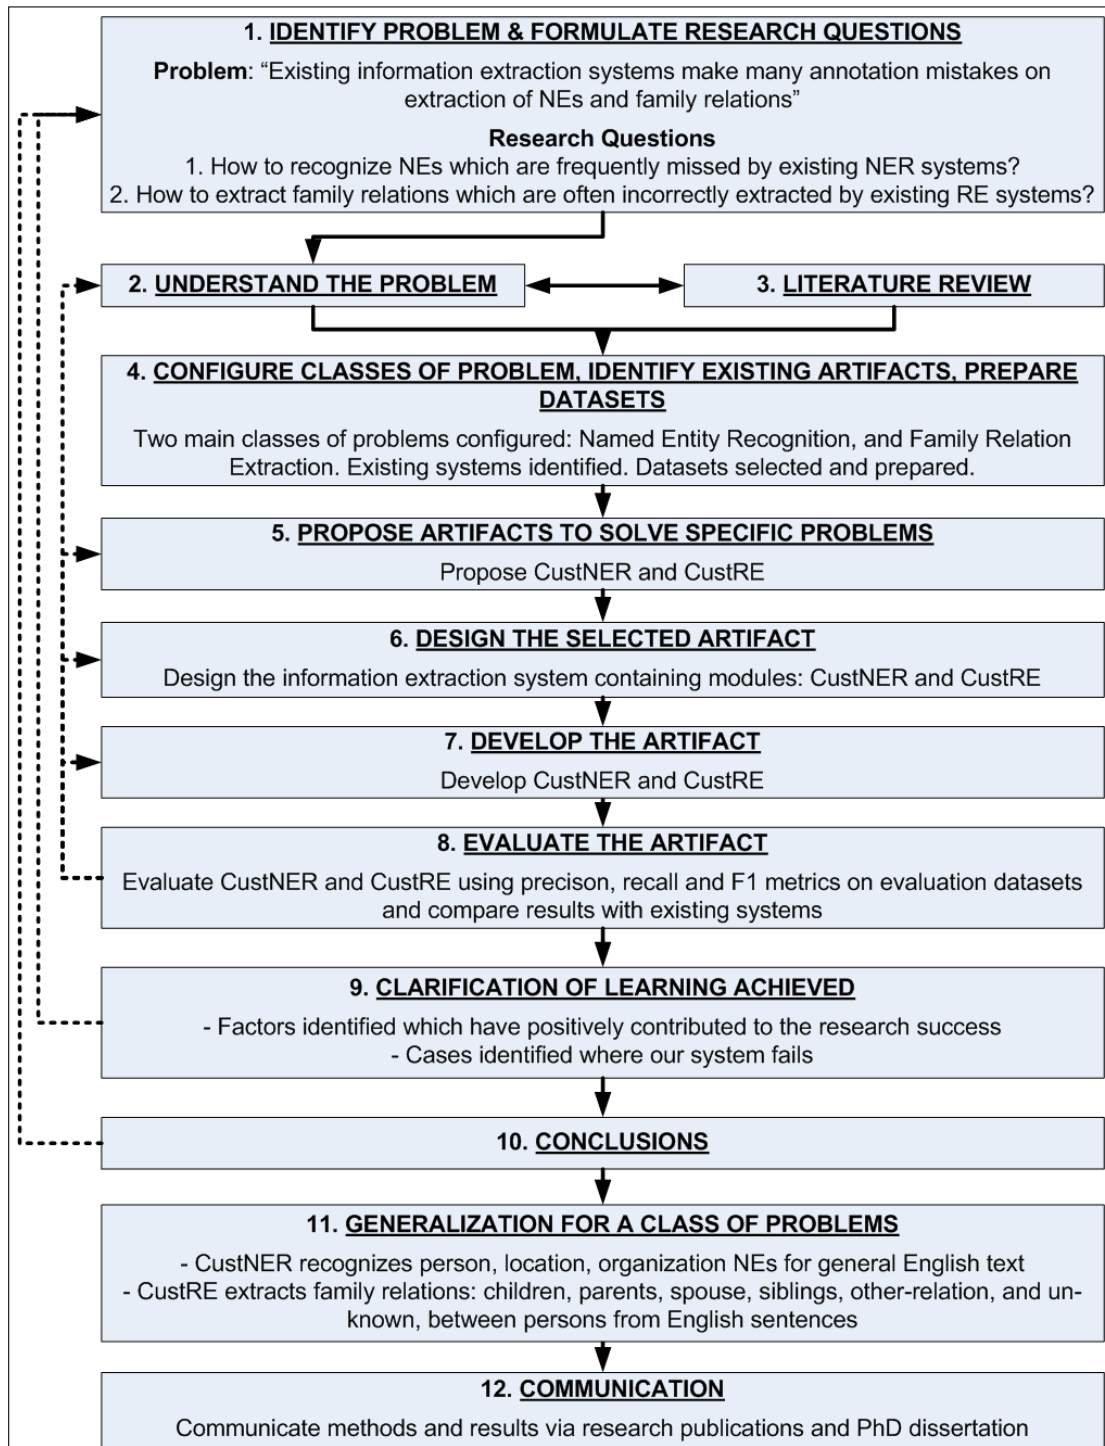 1. IDENTIFY PROBLEM & FORMULATE RESEARCH QUESTIONS
Problem: “Existing information extraction systems make many annotation mistakes on
extraction of NEs and family relations”
Research Questions
1. How to recognize NEs which are frequently missed by existing NER systems?
2. How to extract family relations which are often incorrectly extracted by existing RE systems?
2. UNDERSTAND THE PROBLEM
3. LITERATURE REVIEW
4. CONFIGURE CLASSES OF PROBLEM, IDENTIFY EXISTING ARTIFACTS, PREPARE
DATASETS
Two main classes of problems configured: Named Entity Recognition, and Family Relation
Extraction. Existing systems identified. Datasets selected and prepared.
5. PROPOSE ARTIFACTS TO SOLVE SPECIFIC PROBLEMS
Propose CustNER and CustRE
6. DESIGN THE SELECTED ARTIFACT
Design the information extraction system containing modules: CustNER and CustRE
7. DEVELOP THE ARTIFACT
Develop CustNER and CustRE
8. EVALUATE THE ARTIFACT
Evaluate CustNER and CustRE using precison, recall and F1 metrics on evaluation datasets
and compare results with existing systems
9. CLARIFICATION OF LEARNING ACHIEVED
- Factors identified which have positively contributed to the research success
- Cases identified where our system fails
10. CONCLUSIONS
11. GENERALIZATION FOR A CLASS OF PROBLEMS
- CustNER recognizes person, location, organization NEs for general English text
- CustRE extracts family relations: children, parents, spouse, siblings, other-relation, and un-
known, between persons from English sentences
12. COMMUNICATION
Communicate methods and results via research publications and PhD dissertation